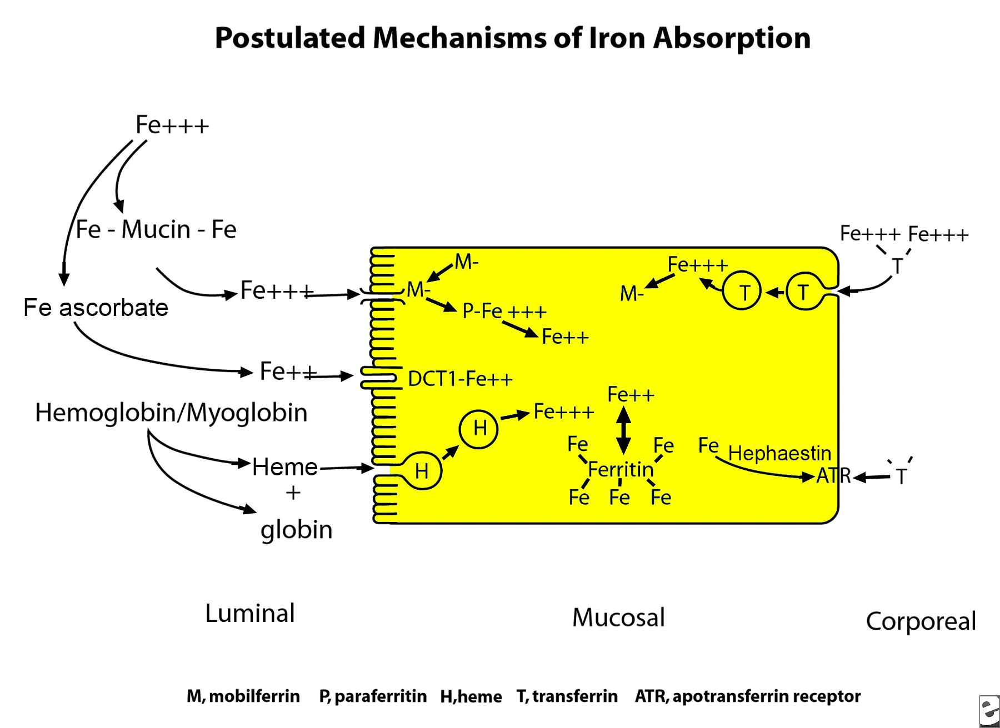 Postulated Mechanisms of Iron Absorption
Fe+++
Fe - Mucin - Fe
Fe+++
Fe ascorbate
Fe++
Hemoglobin/Myoglobin
Heme
+
globin
M-
M-
P-Fe +++
Fe++
DCT1-Fe++
H
H
Fe+++
Fe++
Fe
Fe
Ferritin
Fe
Fe
Fe
Fe+++
M-
T
T
Fe+++ Fe+++
T
Fe
Hephaestin
ATR
T
Luminal
Mucosal
Corporeal
M, mobilferrin P, paraferritin H,heme T, transferrin ATR, apotransferrin receptor
e